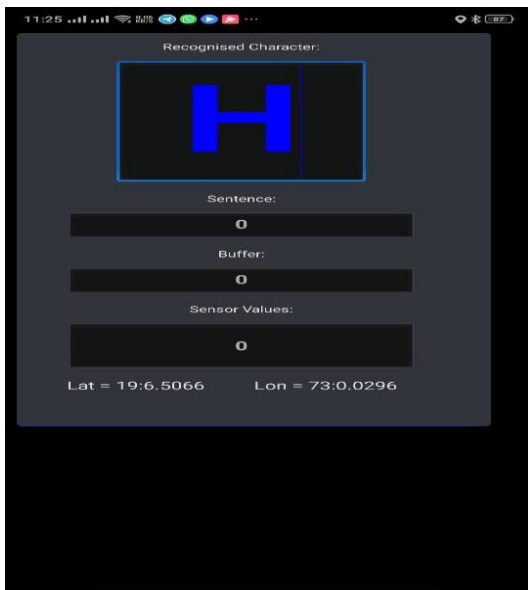 11:25
87
Recognised Character:
H
Sentence:
0
Buffer:
0
Sensor Values:
0
Lat = 19:6.5066 Lon = 73:0.0296